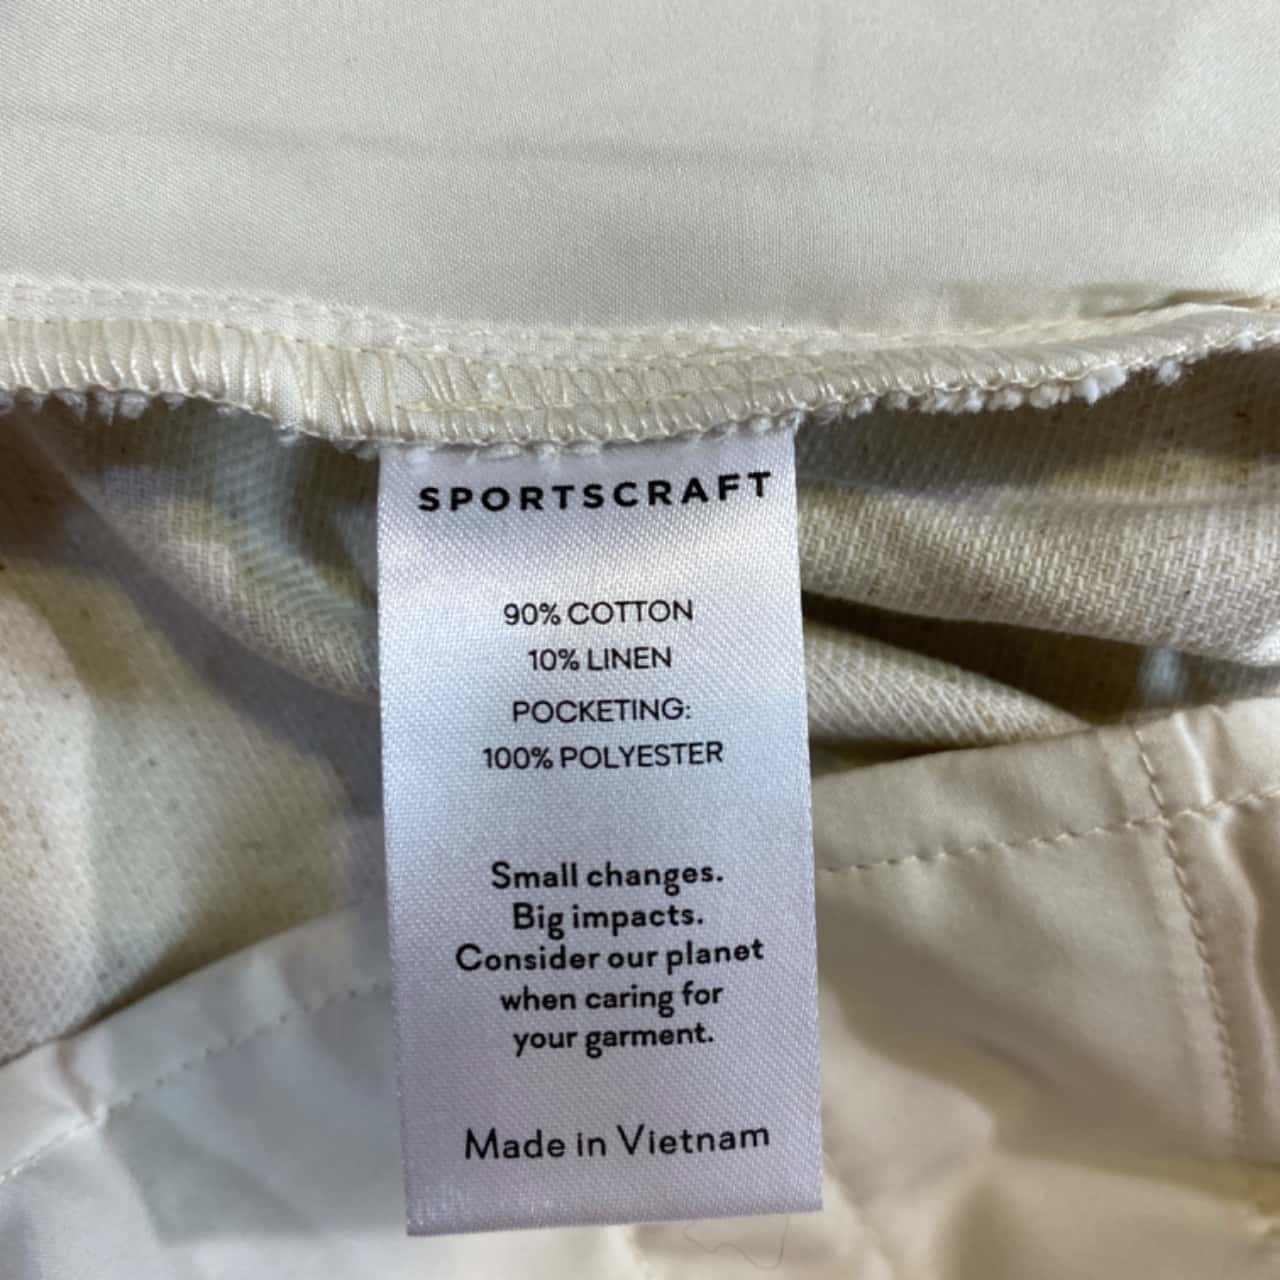 SPORTSCRAFT
90% COTTON
10% LINEN
POCKETING:
100% POLYESTER
Small changes.
Big impacts.
Consider our planet
when caring for
your garment.
Made in Vietnam